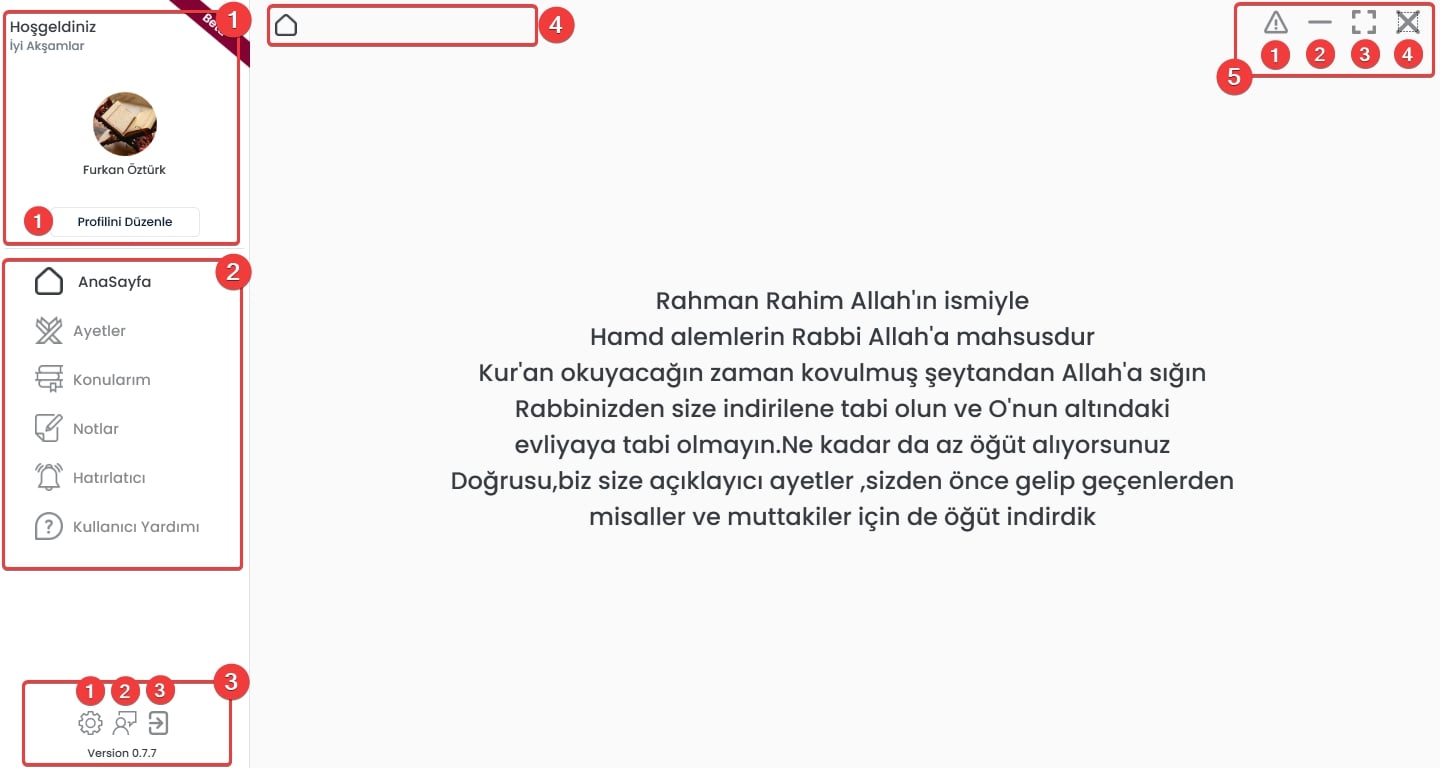 Hoşgeldiniz
İyi Akşamlar
1
Furkan Öztürk
1
Profilini Düzenle
2
AnaSayfa
Ayetler
Konularım
Notlar
Hatırlatıcı
Kullanıcı Yardımı
3
1 2 3
Version 0.7.7
4
1 2 3 4
5
Rahman Rahim Allah'ın ismiyle
Hamd alemlerin Rabbi Allah'a mahsusdur
Kur'an okuyacağın zaman kovulmuş şeytandan Allah'a sığın
Rabbinizden size indirilene tabi olun ve O'nun altındaki
evliyaya tabi olmayın.Ne kadar da az öğüt alıyorsunuz
Doğrusu,biz size açıklayıcı ayetler ,sizden önce gelip geçenlerden
misaller ve muttakiler için de öğüt indirdik